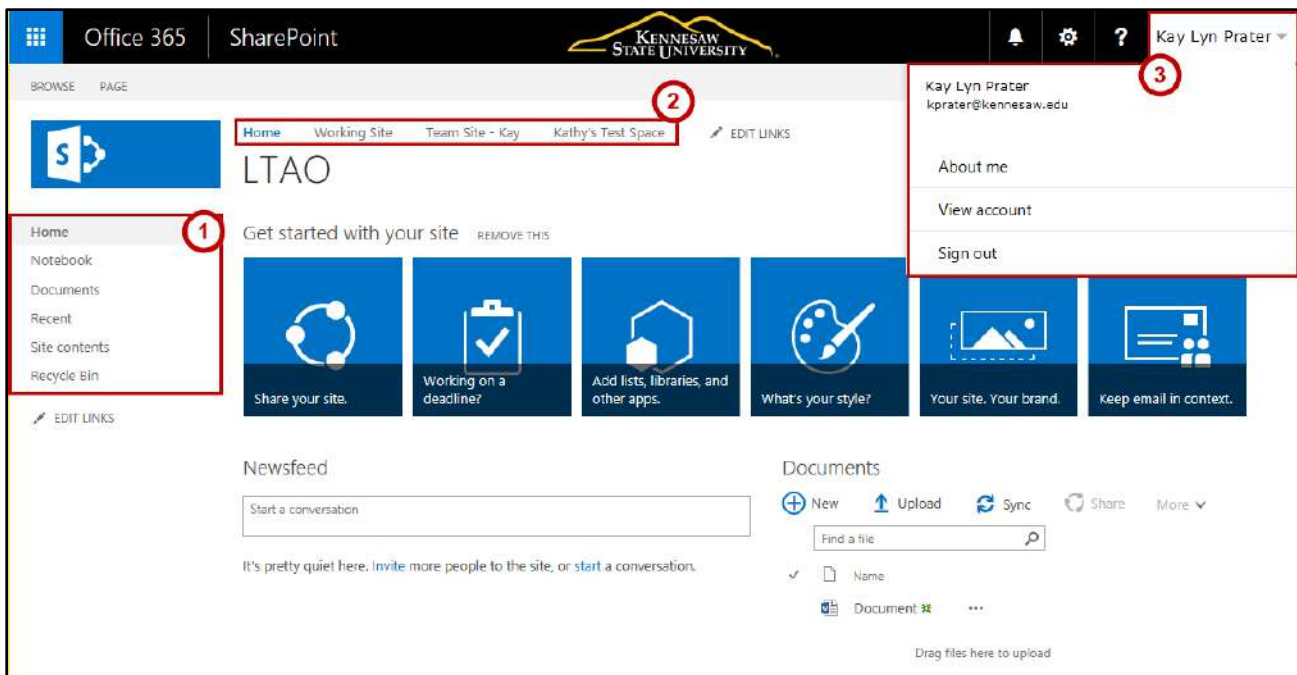 Office 365 SharePoint KENNESAW STATE UNIVERSITY ? Kay Lyn Prater
BROWSE PAGE
Kay Lyn Prater
kprater@kennesaw.edu
3
About me
View account
Sign out
2
Home Working Site Team Site - Kay Kathy's Test Space EDIT LINKS
S
LTAO
1
Home
Notebook
Documents
Recent
Site contents
Recycle Bin
EDIT LINKS
Get started with your site REMOVE THIS
Share your site.
Working on a
deadline?
Add lists, libraries, and
other apps.
What's your style?
Your site. Your brand.
Keep email in context.
Newsfeed
Start a conversation
It's pretty quiet here. Invite more people to the site, or start a conversation.
Documents
New Upload Sync Share More
Find a file
Name
Document ...
Drag files here to upload